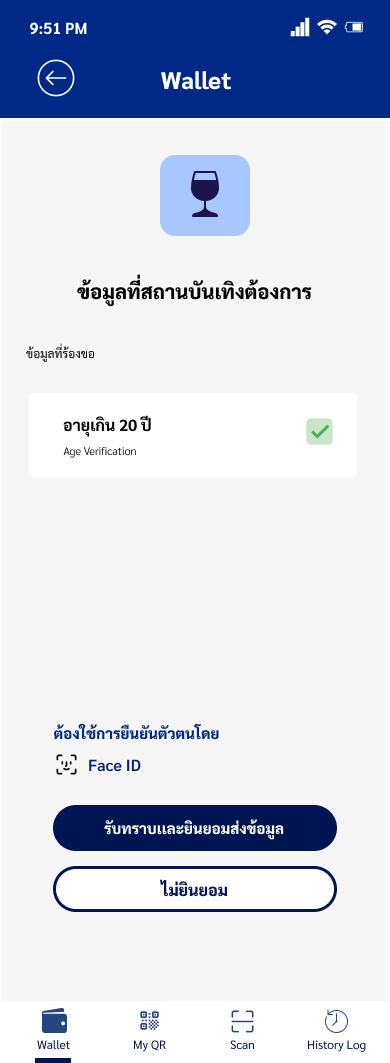 9:51 PM
Wallet
ข้อมูลที่สถานบันเทิงต้องการ
ข้อมูลที่ร้องขอ
อายุเกิน 20 ปี
Age Verification
ต้องใช้การยืนยันตัวตนโดย
Face ID
รับทราบและยินยอมส่งข้อมูล
ไม่ยินยอม
Wallet
My QR
Scan
History Log